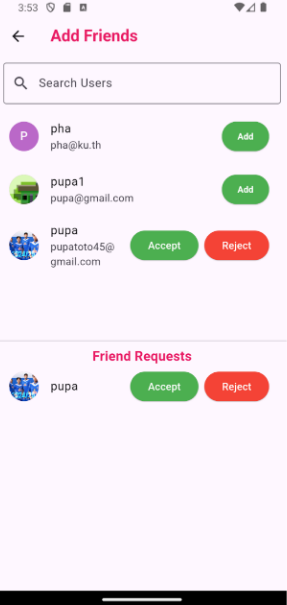 3:53
Add Friends
Search Users
P
pha
pha@ku.th
Add
pupa1
pupa@gmail.com
Add
pupa
pupatoto45@
gmail.com
Accept
Reject
Friend Requests
pupa
Accept
Reject